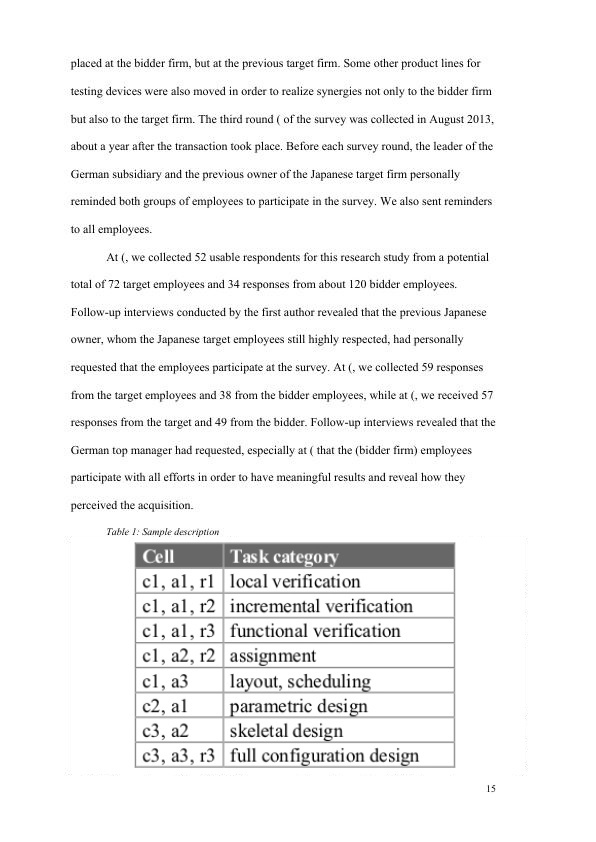 placed at the bidder firm, but at the previous target firm. Some other product lines for
testing devices were also moved in order to realize synergies not only to the bidder firm
but also to the target firm. The third round ( of the survey was collected in August 2013,
about a year after the transaction took place. Before each survey round, the leader of the
German subsidiary and the previous owner of the Japanese target firm personally
reminded both groups of employees to participate in the survey. We also sent reminders
to all employees.
At (, we collected 52 usable respondents for this research study from a potential
total of 72 target employees and 34 responses from about 120 bidder employees.
Follow-up interviews conducted by the first author revealed that the previous Japanese
owner, whom the Japanese target employees still highly respected, had personally
requested that the employees participate at the survey. At (, we collected 59 responses
from the target employees and 38 from the bidder employees, while at (, we received 57
responses from the target and 49 from the bidder. Follow-up interviews revealed that the
German top manager had requested, especially at ( that the (bidder firm) employees
participate with all efforts in order to have meaningful results and reveal how they
perceived the acquisition.
Table 1: Sample description
Cell Task category
c1, a1, r1 local verification
c1, a1, r2 incremental verification
c1, a1, r3 functional verification
c1, a2, r2 assignment
c1, a3 layout, scheduling
c2, a1 parametric design
c3, a2 skeletal design
c3, a3, r3 full configuration design
15